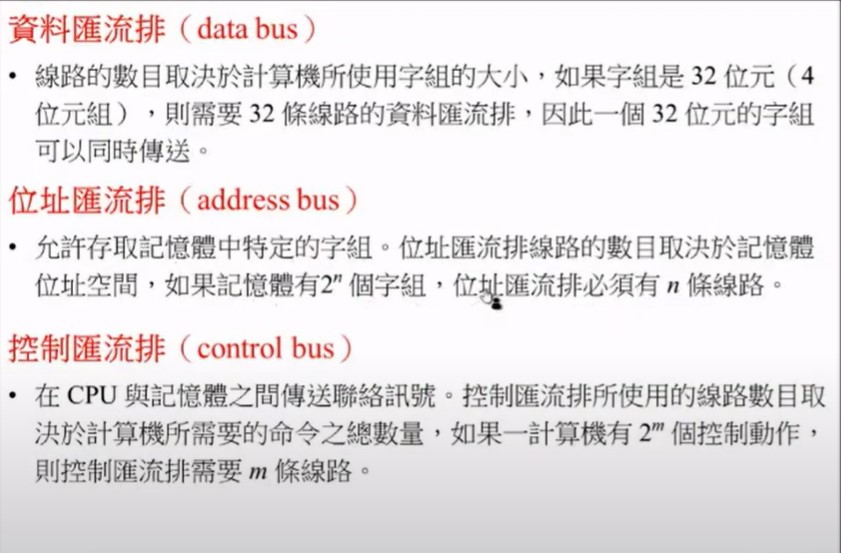 資料匯流排（data bus）
• 線路的數目取決於計算機所使用字組的大小，如果字組是 32 位元（4
位元組），則需要 32 條線路的資料匯流排，因此一個 32 位元的字組
可以同時傳送。
位址匯流排（address bus）
• 允許存取記憶體中特定的字組。位址匯流排線路的數目取決於記憶體
位址空間，如果記憶體有2ⁿ 個字組，位址匯流排必須有 n 條線路。
控制匯流排（control bus）
• 在 CPU 與記憶體之間傳送聯絡訊號。控制匯流排所使用的線路數目取
決於計算機所需要的命令之總數量，如果一計算機有 2ᵐ 個控制動作，
則控制匯流排需要 m 條線路。